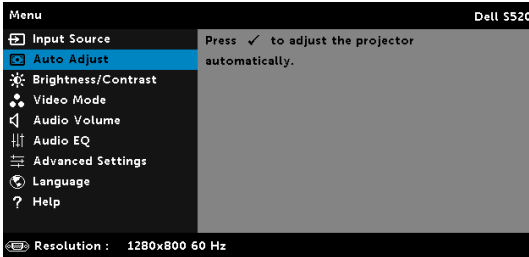 Menu
Dell S520
Input Source
Auto Adjust
Brightness/Contrast
Video Mode
Audio Volume
Audio EQ
Advanced Settings
Language
? Help
Press ✓ to adjust the projector
automatically.
Resolution : 1280x800 60 Hz